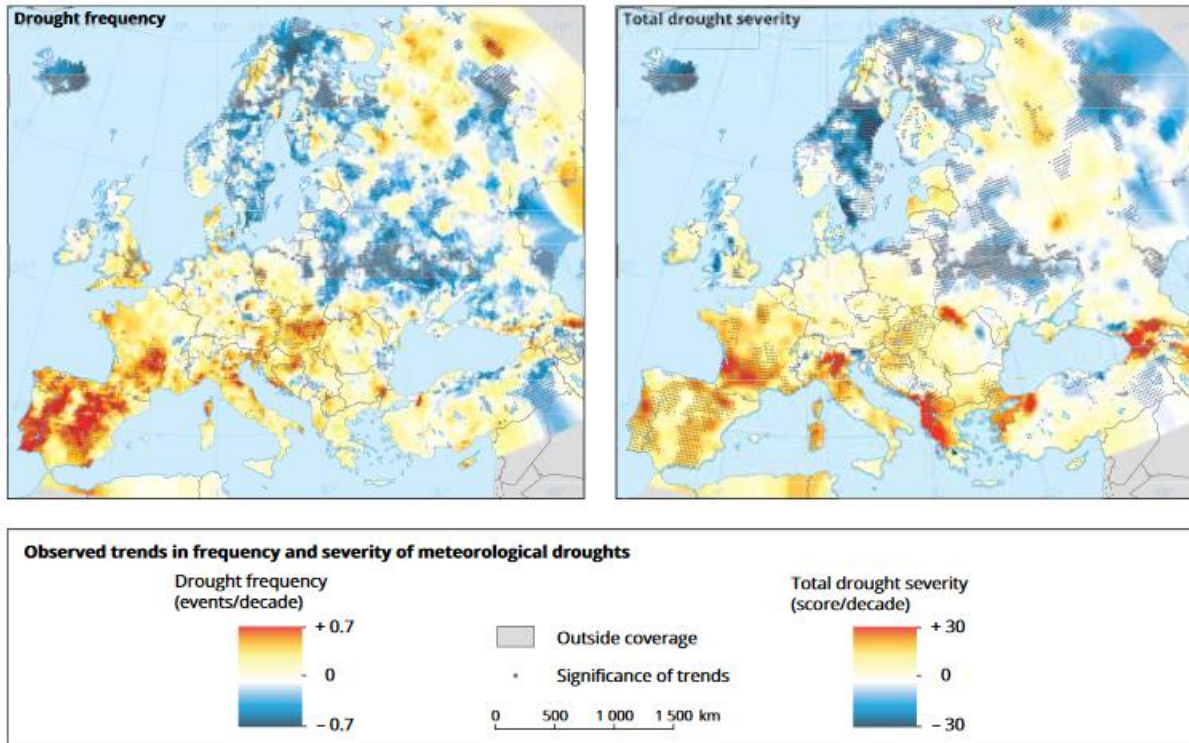 Drought frequency
Total drought severity
Observed trends in frequency and severity of meteorological droughts
Drought frequency
(events/decade)
+ 0.7
0
– 0.7
Outside coverage
Significance of trends
0 500 1 000 1 500 km
Total drought severity
(score/decade)
+ 30
0
– 30